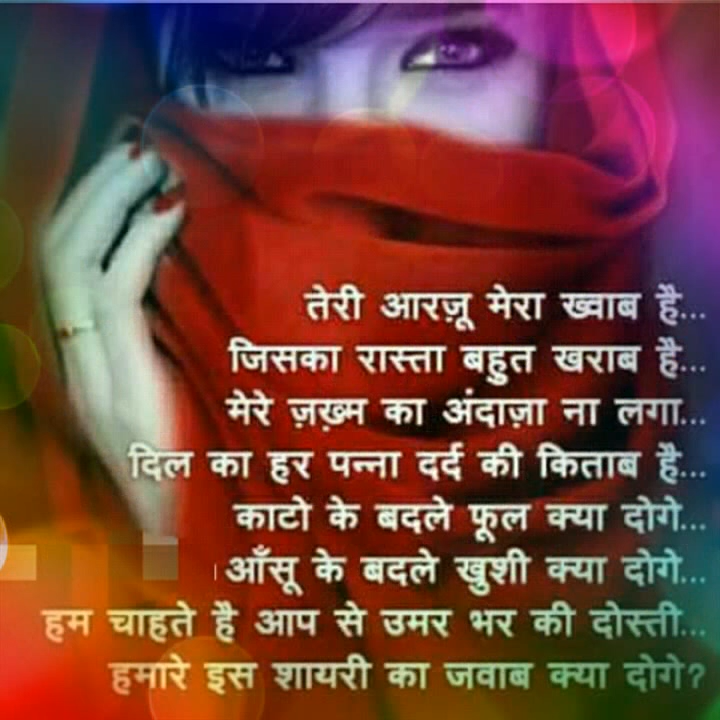 तेरी आरज़ू मेरा ख्वाब है...
जिसका रास्ता बहुत खराब है...
मेरे ज़ख़्म का अंदाज़ा ना लगा...
दिल का हर पन्ना दर्द की किताब है...
काटो के बदले फूल क्या दोगे...
आँसू के बदले खुशी क्या दोगे...
हम चाहते है आप से उमर भर की दोस्ती...
हमारे इस शायरी का जवाब क्या दोगे?